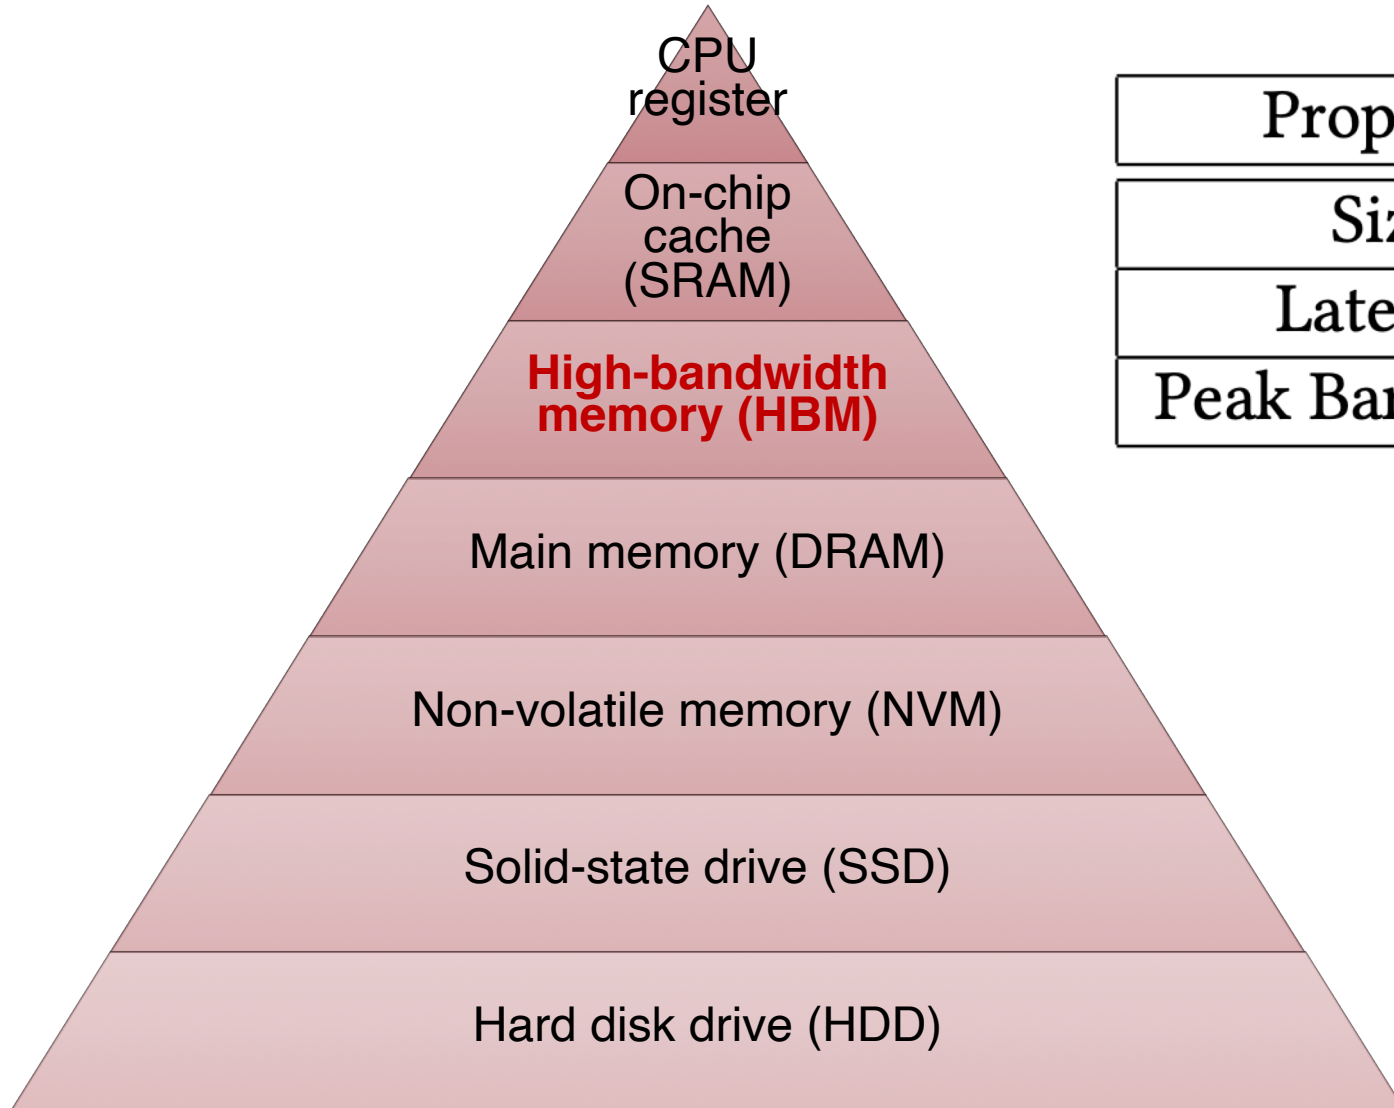 CPU
register
On-chip
cache
(SRAM)
High-bandwidth
memory (HBM)
Main memory (DRAM)
Non-volatile memory (NVM)
Solid-state drive (SSD)
Hard disk drive (HDD)
Peak